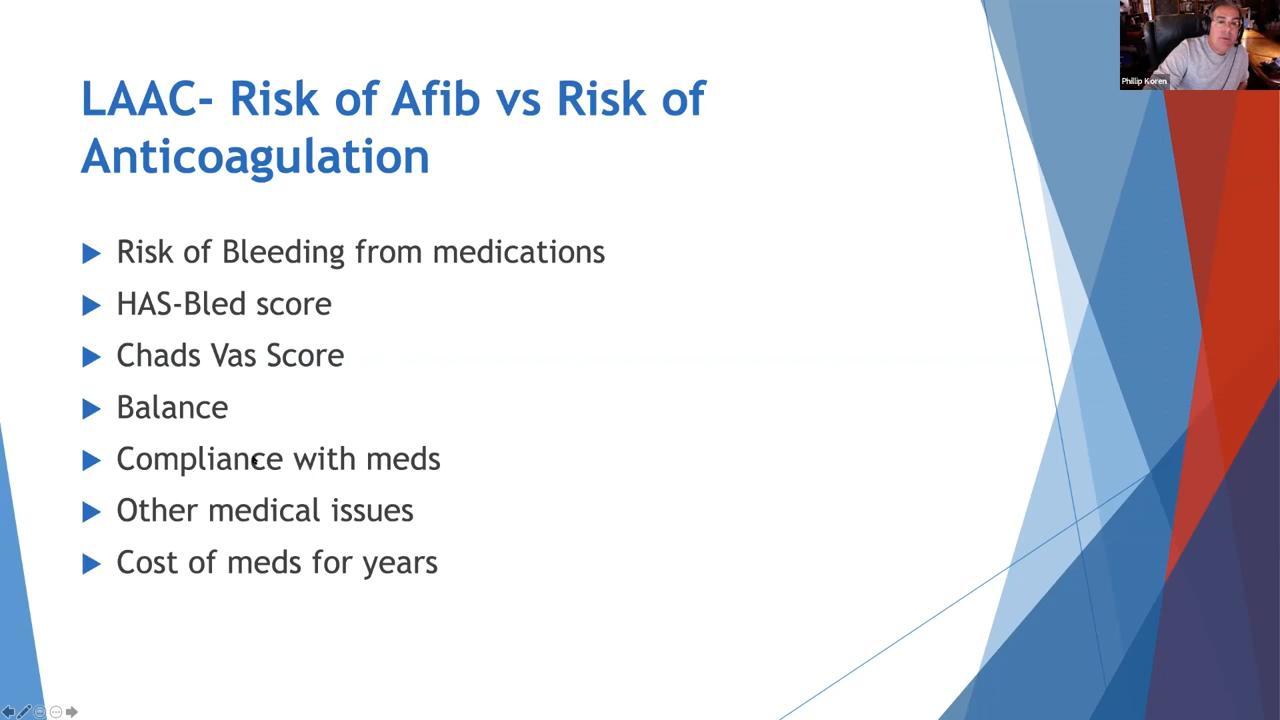 LAAC- Risk of Afib vs Risk of
Anticoagulation
Risk of Bleeding from medications
HAS-Bled score
Chads Vas Score
Balance
Compliance with meds
Other medical issues
Cost of meds for years
Phillip Koren